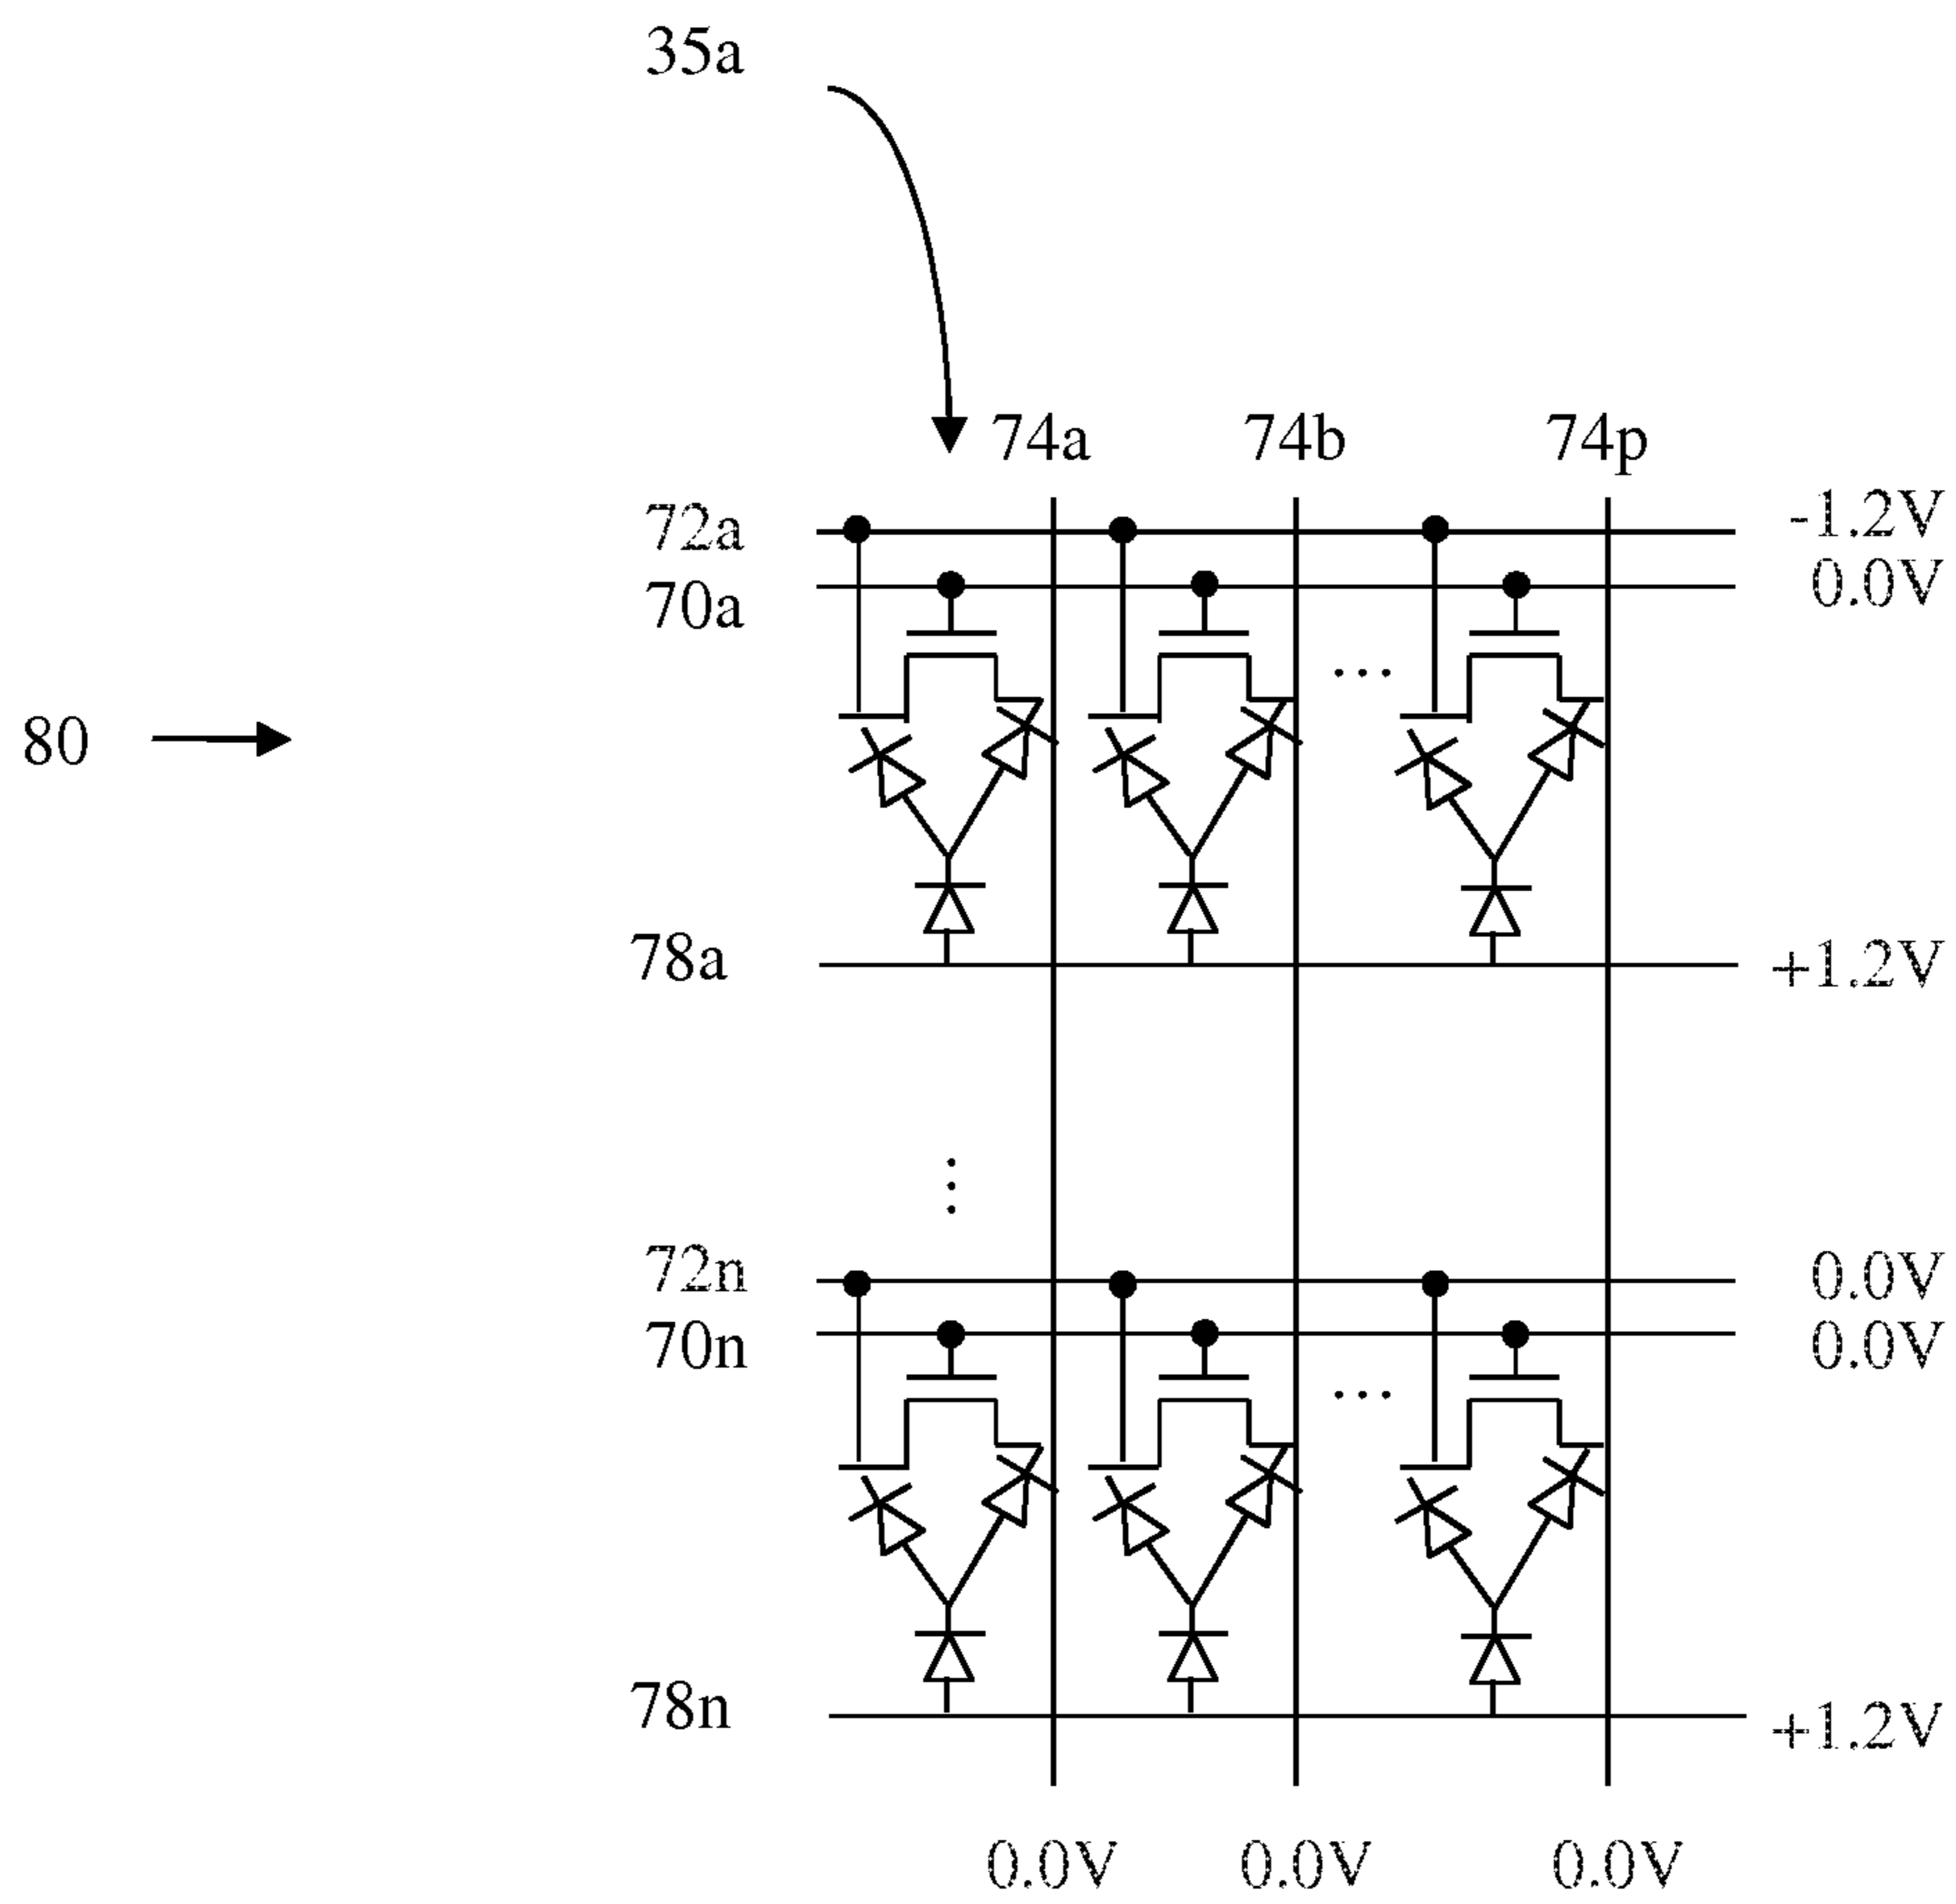 35a
74a 74b 74p
72a -1.2V
70a 0.0V
...
80
78a +1.2V
72n 0.0V
70n 0.0V
...
78n +1.2V
0.0V 0.0V 0.0V